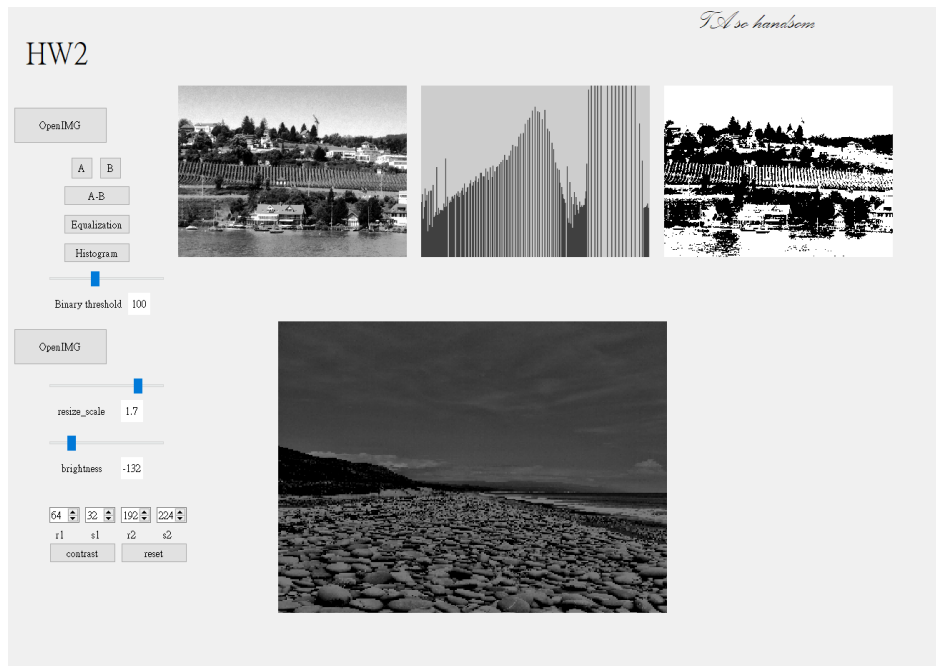 TA so handsom
HW2
OpenIMG
A B
A-B
Equalization
Histogram
Binary threshold 100
OpenIMG
resize_scale 1.7
brightness -132
64 32 192 224
r1 s1 r2 s2
contrast reset